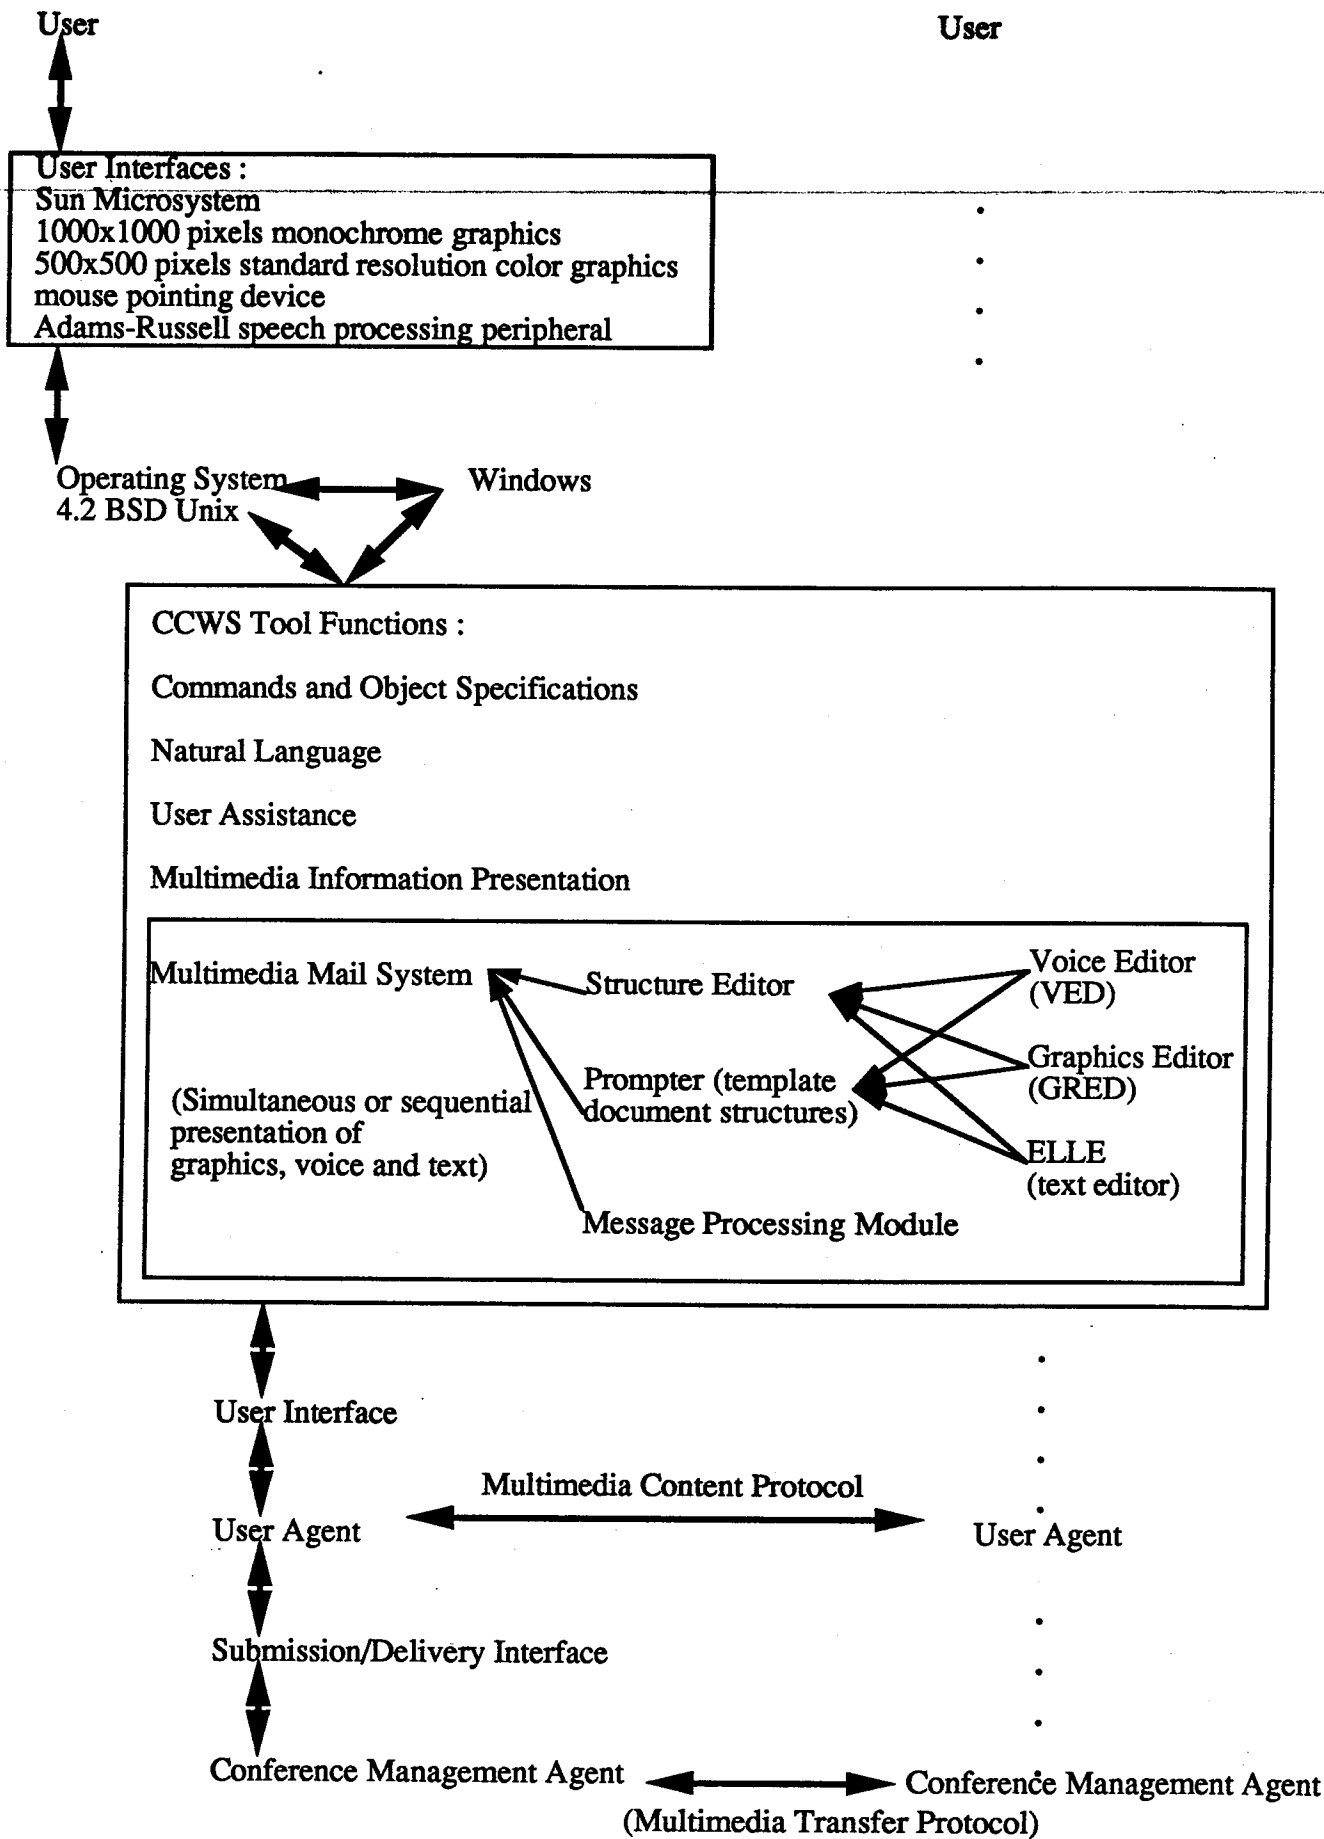 User
User
User Interfaces :
Sun Microsystem
1000x1000 pixels monochrome graphics
500x500 pixels standard resolution color graphics
mouse pointing device
Adams-Russell speech processing peripheral
Operating System
4.2 BSD Unix
Windows
CCWS Tool Functions :
Commands and Object Specifications
Natural Language
User Assistance
Multimedia Information Presentation
Multimedia Mail System
(Simultaneous or sequential
presentation of
graphics, voice and text)
Structure Editor
Prompter (template
document structures)
Message Processing Module
Voice Editor
(VED)
Graphics Editor
(GRED)
ELLE
(text editor)
User Interface
Multimedia Content Protocol
User Agent
User Agent
Submission/Delivery Interface
Conference Management Agent
Conference Management Agent
(Multimedia Transfer Protocol)